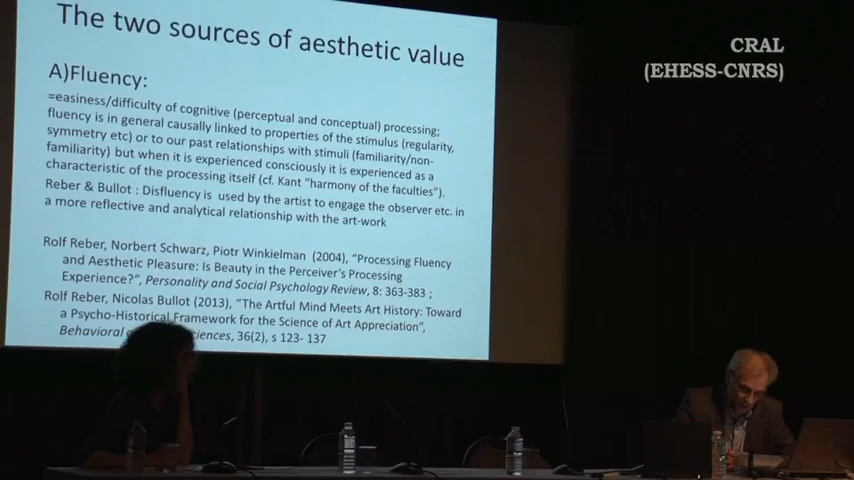 The two sources of aesthetic value
CRAL
(EHESS-CNRS)
A)Fluency:
=easiness/difficulty of cognitive (perceptual and conceptual) processing;
fluency is in general causally linked to properties of the stimulus (regularity,
symmetry etc) or to our past relationships with stimuli (familiarity/non-
familiarity) but when it is experienced consciously it is experienced as a
characteristic of the processing itself (cf. Kant "harmony of the faculties").
Reber & Bullot : Disfluency is used by the artist to engage the observer etc. in
a more reflective and analytical relationship with the art-work
Rolf Reber, Norbert Schwarz, Piotr Winkielman (2004), "Processing Fluency
and Aesthetic Pleasure: Is Beauty in the Perceiver's Processing
Experience?", Personality and Social Psychology Review, 8: 363-383 ;
Rolf Reber, Nicolas Bullot (2013), "The Artful Mind Meets Art History: Toward
a Psycho-Historical Framework for the Science of Art Appreciation",
Behavioral ciences, 36(2), s 123- 137